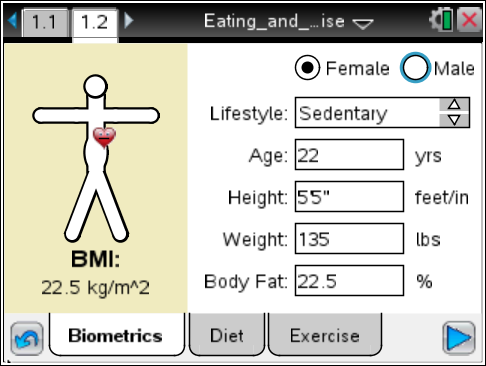 1.1 1.2 Eating_and_…ise
Female Male
Lifestyle: Sedentary
Age: 22 yrs
Height: 5'5" feet/in
Weight: 135 lbs
Body Fat: 22.5 %
BMI:
22.5 kg/m^2
Biometrics Diet Exercise